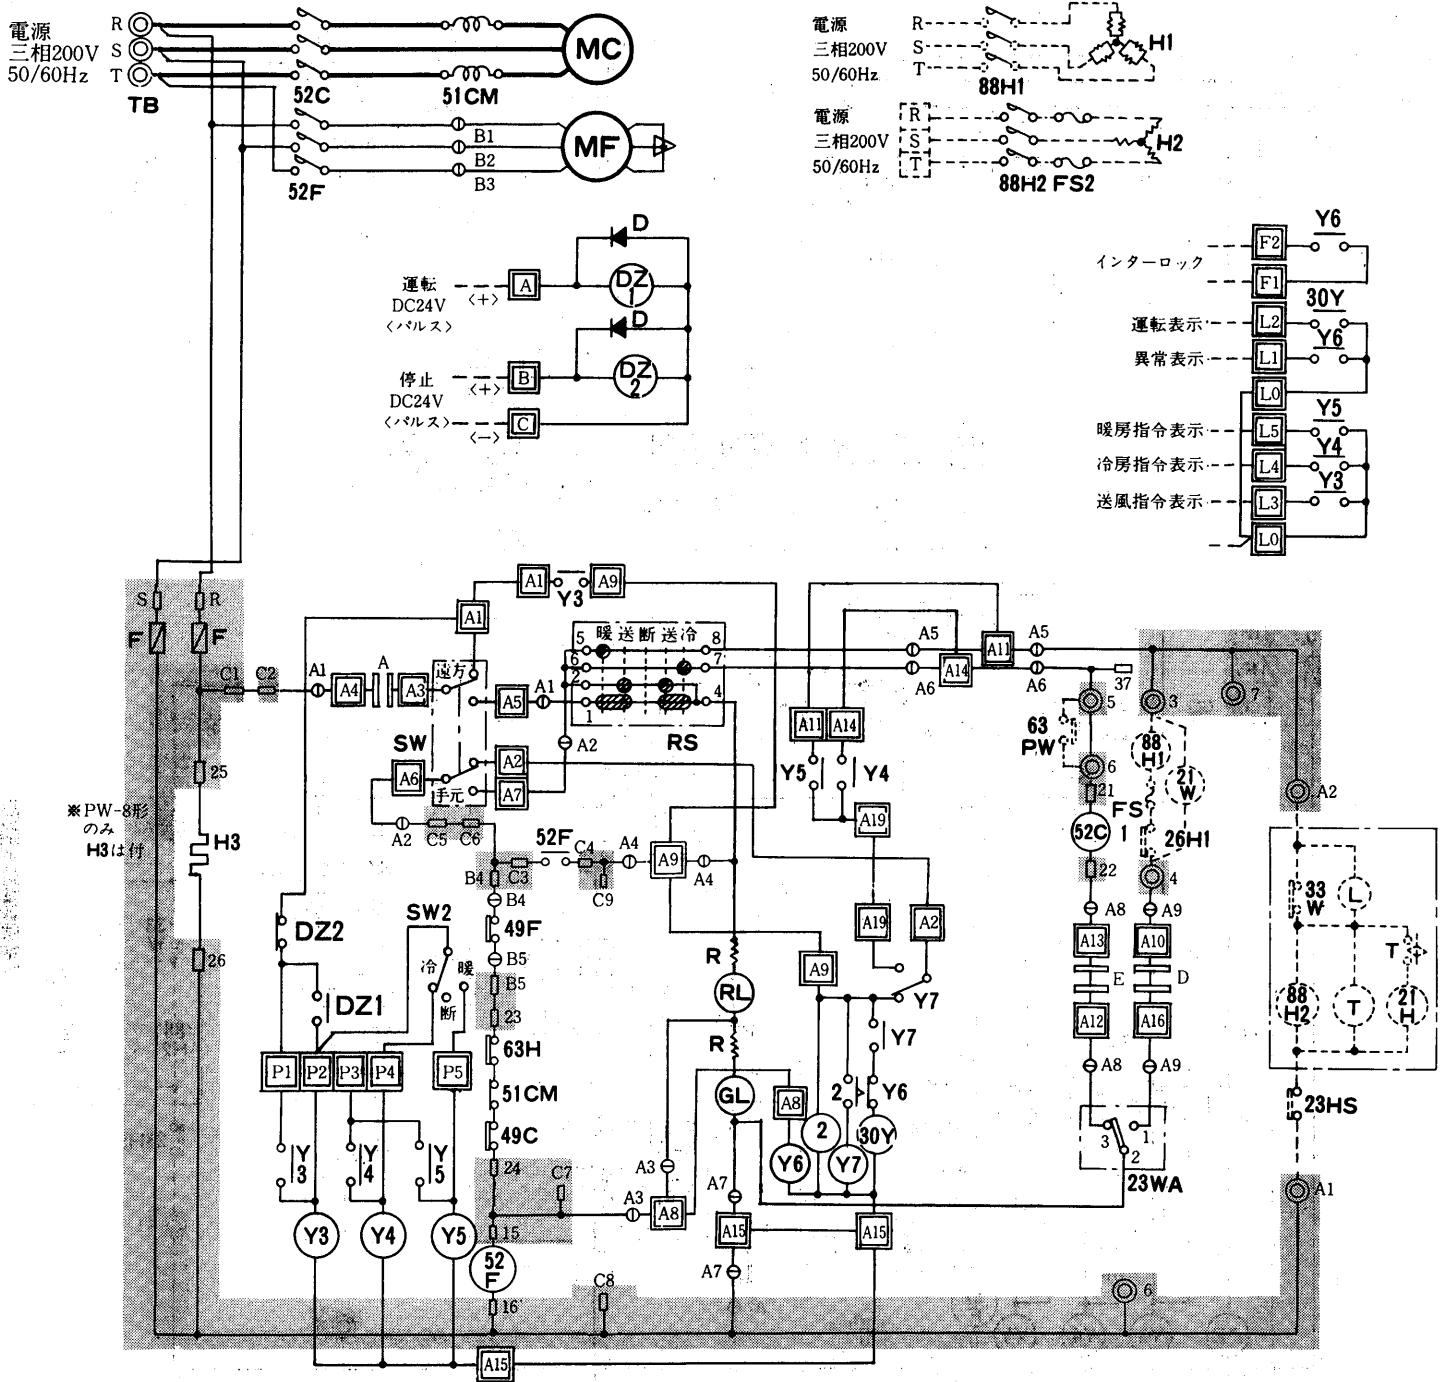 電源
三相200V
50/60Hz
R
S
T
TB
52C
51CM
MC
B1
B2
B3
52F
MF
電源
三相200V
50/60Hz
R
S
T
88H1
H1
電源
三相200V
50/60Hz
R
S
T
88H2 FS2
H2
運転
DC24V
〈パルス〉
〈+〉
A
D
DZ
1
停止
DC24V
〈パルス〉
〈+〉
B
D
DZ
2
〈−〉
C
インターロック
F2
Y6
F1
30Y
運転表示
L2
Y6
異常表示
L1
L0
Y5
暖房指令表示
L5
Y4
冷房指令表示
L4
Y3
送風指令表示
L3
L0
S
R
F
F
C1
C2
A1
A4
A
A3
遠方
A1
A1
Y3
A9
暖送断送冷
5
6
2
1
8
7
4
RS
A5
A1
A2
SW
A6
手元
A2
A7
A2
C5
C6
25
※PW-8形
のみ
H3は付
H3
26
A5
A6
A14
A11
A5
A6
37
A11
A14
Y5
Y4
A19
A19
A2
Y7
5
63
PW
6
21
52C
22
3
88
H1
21
W
FS
1
26H1
4
7
A2
33
W
L
T
88
H2
T
21
H
23HS
A1
52F
B4
C3
C4
C9
A4
A9
A4
B4
49F
B5
B5
23
63H
51CM
49C
24
C7
15
52
F
16
DZ2
DZ1
SW2
冷
暖
断
P1
P2
P3
P4
P5
Y
3
Y
4
Y
5
Y3
Y4
Y5
R
RL
R
GL
A9
A8
2
Y7
Y6
2
30Y
Y6
Y7
A3
A3
A8
A7
A15
A7
A15
A8
A9
A13
A10
E
D
A12
A16
A8
A9
3
1
2
23WA
C8
6
A15